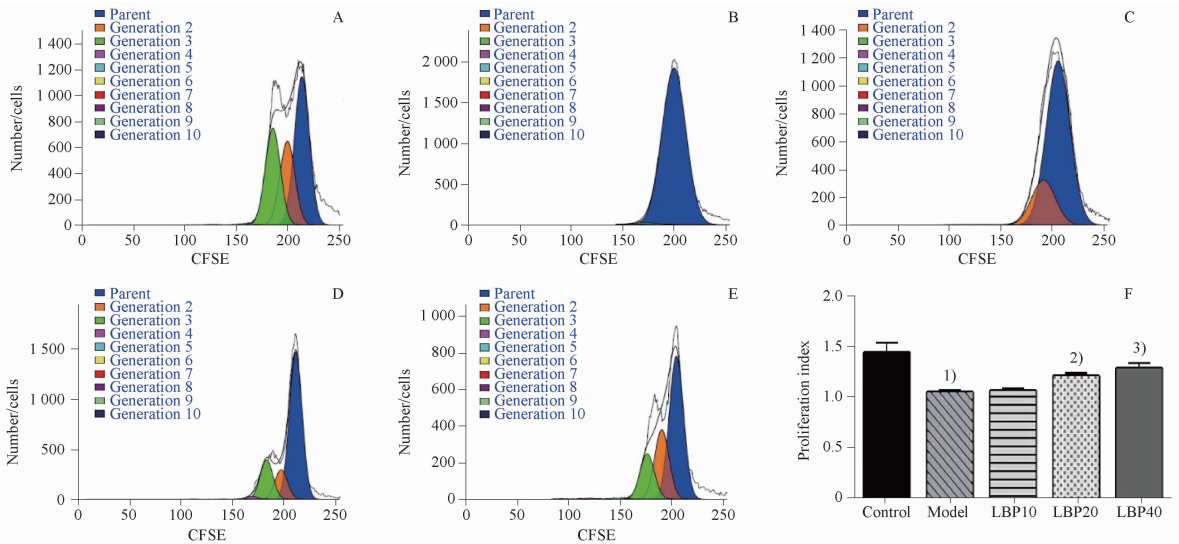 A
Parent
Generation 2
Generation 3
Generation 4
Generation 5
Generation 6
Generation 7
Generation 8
Generation 9
Generation 10
Number/cells
1 400
1 200
1 000
800
600
400
200
0
0 50 100 150 200 250
CFSE
B
Parent
Generation 2
Generation 3
Generation 4
Generation 5
Generation 6
Generation 7
Generation 8
Generation 9
Generation 10
Number/cells
2 000
1 500
1 000
500
0
0 50 100 150 200 250
CFSE
C
Parent
Generation 2
Generation 3
Generation 4
Generation 5
Generation 6
Generation 7
Generation 8
Generation 9
Generation 10
Number/cells
1 400
1 200
1 000
800
600
400
200
0
0 50 100 150 200 250
CFSE
D
Parent
Generation 2
Generation 3
Generation 4
Generation 5
Generation 6
Generation 7
Generation 8
Generation 9
Generation 10
Number/cells
1 500
1 000
500
0
0 50 100 150 200 250
CFSE
E
Parent
Generation 2
Generation 3
Generation 4
Generation 5
Generation 6
Generation 7
Generation 8
Generation 9
Generation 10
Number/cells
1 000
800
600
400
200
0
0 50 100 150 200 250
CFSE
F
Proliferation index
2.0
1.5
1.0
0.5
0
1)
2)
3)
Control Model LBP10 LBP20 LBP40